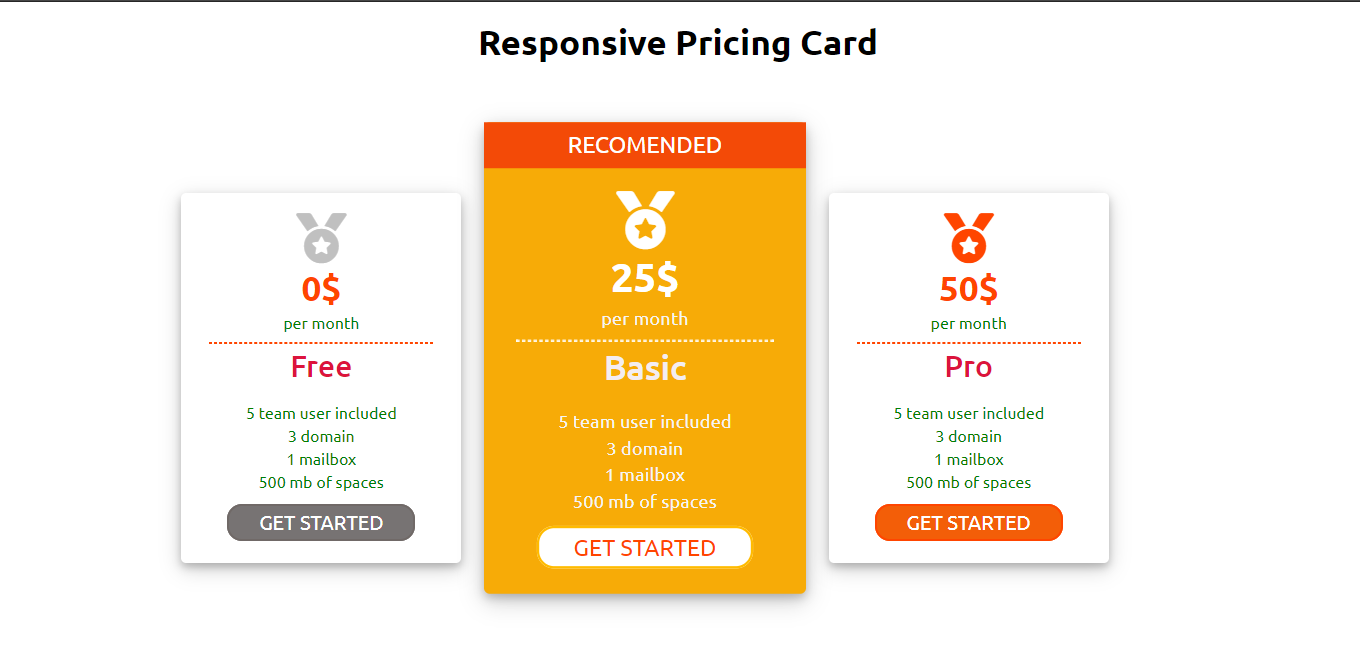 Responsive Pricing Card
0$
per month
Free
5 team user included
3 domain
1 mailbox
500 mb of spaces
GET STARTED
RECOMENDED
25$
per month
Basic
5 team user included
3 domain
1 mailbox
500 mb of spaces
GET STARTED
50$
per month
Pro
5 team user included
3 domain
1 mailbox
500 mb of spaces
GET STARTED